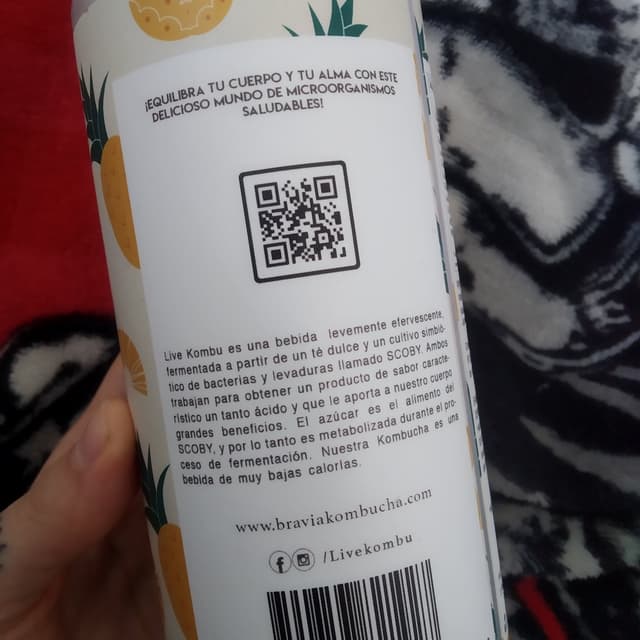 ¡EQUILIBRA TU CUERPO Y TU ALMA CON ESTE
DELICIOSO MUNDO DE MICROORGANISMOS
SALUDABLES!
Live Kombu es una bebida levemente efervescente,
fermentada a partir de un tè dulce y un cultivo simbió-
tico de bacterias y levaduras llamado SCOBY. Ambos
trabajan para obtener un producto de sabor caracte-
rístico un tanto ácido y que le aporta a nuestro cuerpo
grandes beneficios. El azúcar es el alimento del
SCOBY, y por lo tanto es metabolizada durante el pro-
ceso de fermentación. Nuestra Kombucha es una
bebida de muy bajas calorías.
www.braviakombucha.com
/Livekombu